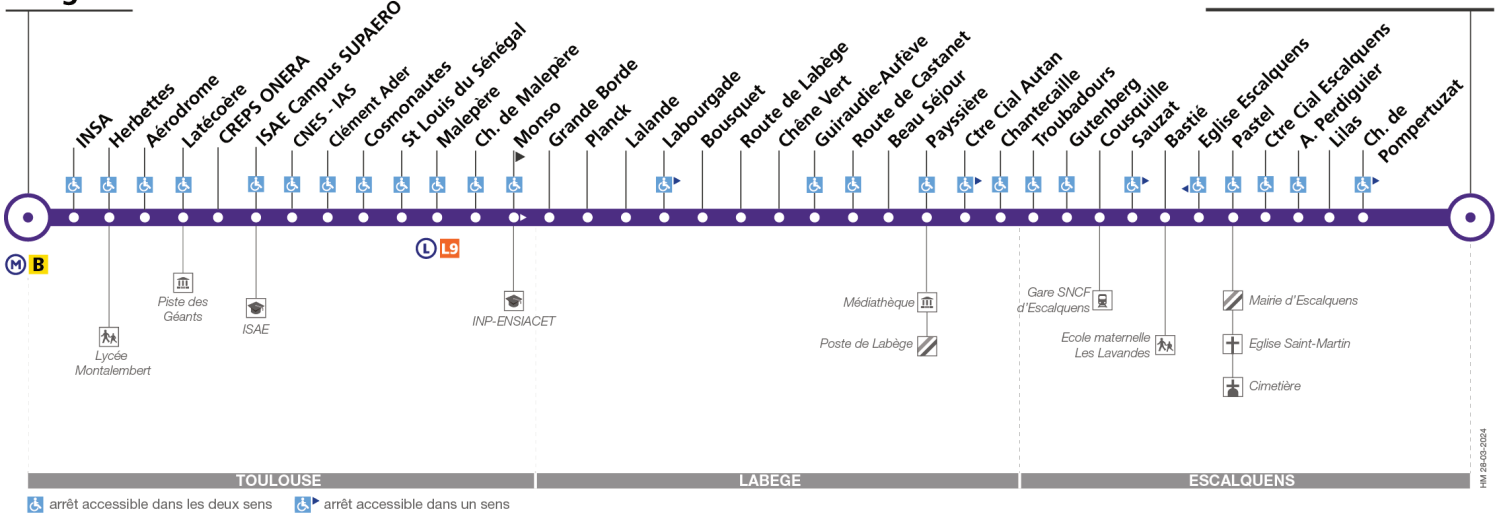 INSA
Herbettes
Aérodrome
Latécoère
CREPS ONERA
ISAE Campus SUPAERO
CNES - IAS
Clément Ader
Cosmonautes
St Louis du Sénégal
Malepère
Ch. de Malepère
Monso
Grande Borde
Planck
Lalande
Labourgade
Bousquet
Route de Labège
Chêne Vert
Guiraudie-Aufève
Route de Castanet
Beau Séjour
Payssière
Ctre Cial Autan
Chantecaille
Troubadours
Gutenberg
Cousquille
Sauzat
Bastié
Eglise Escalquens
Pastel
Ctre Cial Escalquens
A. Perdiguier
Lilas
Ch. de
Pompertuzat
M B
L L9
Piste des
Géants
Lycée
Montalembert
ISAE
INP-ENSIACET
Médiathèque
Poste de Labège
Gare SNCF
d'Escalquens
Ecole maternelle
Les Lavandes
Mairie d'Escalquens
Eglise Saint-Martin
Cimetière
TOULOUSE
LABEGE
ESCALQUENS
HM 28-03-2024
arrêt accessible dans les deux sens
arrêt accessible dans un sens